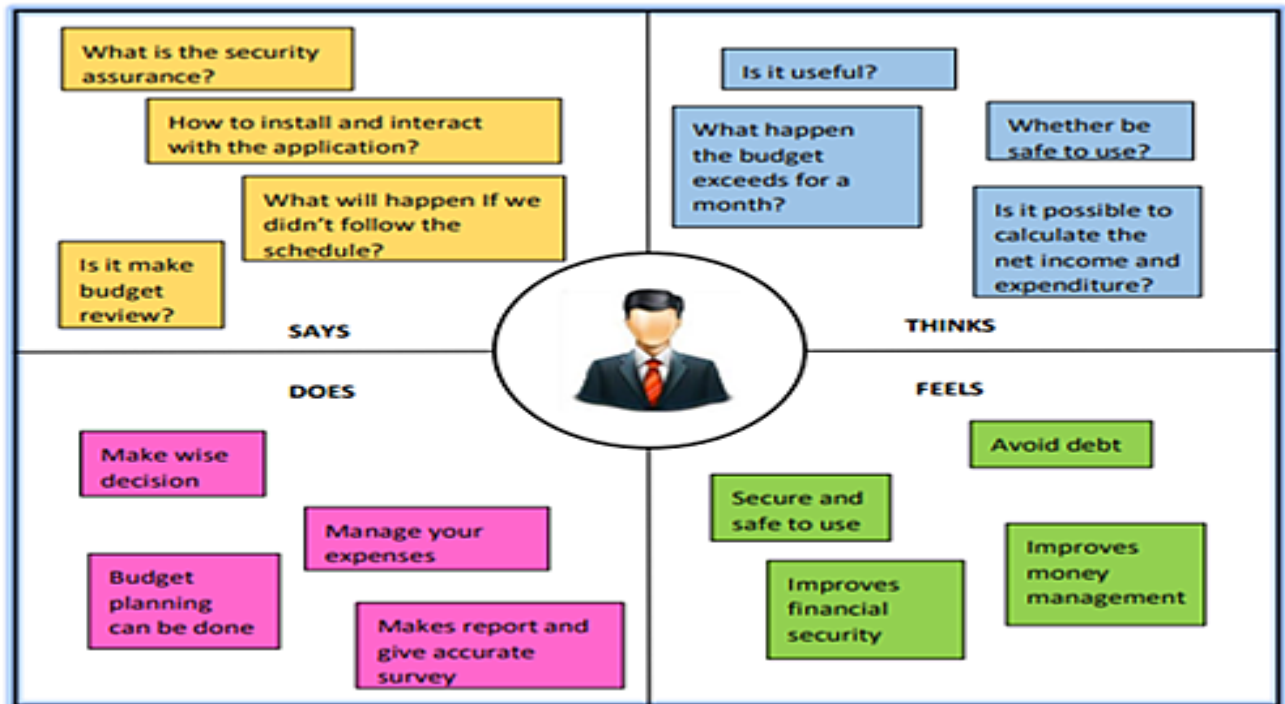 What is the security
assurance?
How to install and interact
with the application?
What will happen If we
didn't follow the
schedule?
Is it make
budget
review?
SAYS
Is it useful?
What happen
the budget
exceeds for a
month?
Whether be
safe to use?
Is it possible to
calculate the
net income and
expenditure?
THINKS
DOES
Make wise
decision
Manage your
expenses
Budget
planning
can be done
Makes report and
give accurate
survey
FEELS
Avoid debt
Secure and
safe to use
Improves
money
management
Improves
financial
security